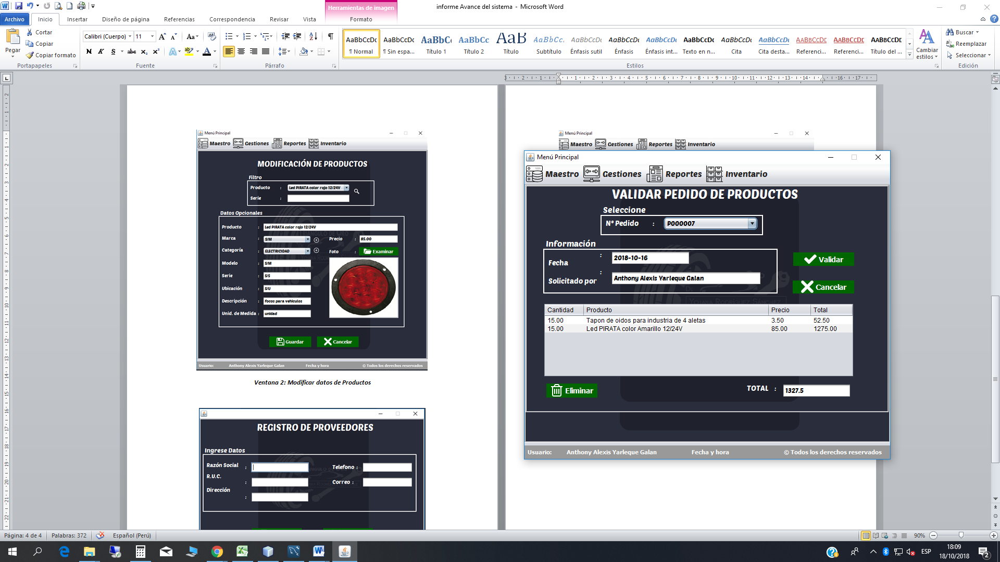 informe Avance del sistema - Microsoft Word
Herramientas de imagen
Archivo Inicio Insertar Diseño de página Referencias Correspondencia Revisar Vista Formato
Pegar
Cortar
Copiar
Copiar formato
Portapapeles
Calibri (Cuerpo) 11
N K S abc x₂ x²
Fuente
Párrafo
AaBbCcDc AaBbCcDc AaBbC AaBbCc AaB AaBbCc. AaBbCcDc AaBbCcDc AaBbCcDc AaBbCcDc AaBbCcDc AaBbCcDc AABBCCDE AABBCCDE AABBCCDE
¶ Normal ¶ Sin espa... Título 1 Título 2 Título Subtítulo Énfasis sutil Énfasis Énfasis int... Texto en n... Cita Cita desta... Referenci... Referenci... Título del ...
Estilos
Cambiar
estilos
Buscar
Reemplazar
Seleccionar
Edición
Menú Principal
Maestro Gestiones Reportes Inventario
MODIFICACIÓN DE PRODUCTOS
Filtro
Producto : Led PIRATA color rojo 12/24V
Serie :
Datos Opcionales
Producto : Led PIRATA color rojo 12/24V
Marca : S/M Precio : 85.00
Categoría : ELECTRICIDAD Foto : Examinar
Modelo : S/M
Serie : S/S
Ubicación : S/U
Descripción : focos para vehiculos
Unid. de Medida : unidad
Guardar Cancelar
Usuario: Anthony Alexis Yarleque Galan Fecha y hora © Todos los derechos reservados
Ventana 2: Modificar datos de Productos
REGISTRO DE PROVEEDORES
Ingrese Datos
Razón Social : Telefono :
R.U.C. : Correo :
Dirección :
Menú Principal
Maestro Gestiones Reportes Inventario
Menú Principal
Maestro Gestiones Reportes Inventario
VALIDAR PEDIDO DE PRODUCTOS
Seleccione
Nº Pedido : P000007
Información
Fecha : 2018-10-16
Solicitado por : Anthony Alexis Yarleque Galan
Validar
Cancelar
YOJANA RODRÍGUEZ SÁNCHEZ
Cantidad Producto Precio Total
15.00 Tapon de oidos para industria de 4 aletas 3.50 52.50
15.00 Led PIRATA color Amarillo 12/24V 85.00 1275.00
Eliminar
TOTAL : 1327.5
Usuario: Anthony Alexis Yarleque Galan Fecha y hora © Todos los derechos reservados
Página: 4 de 4 Palabras: 372 Español (Perú) 90%
ESP
18:09
18/10/2018
2